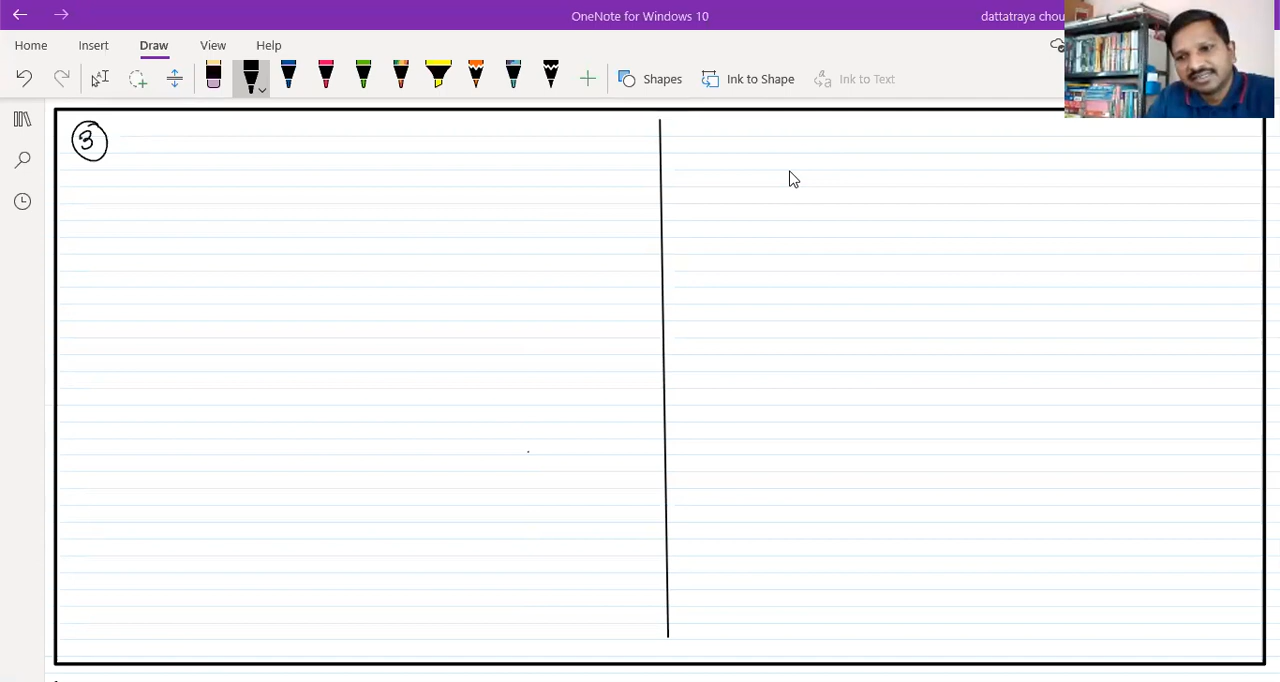 OneNote for Windows 10
dattatraya chou
Home Insert Draw View Help
Shapes Ink to Shape Ink to Text
3